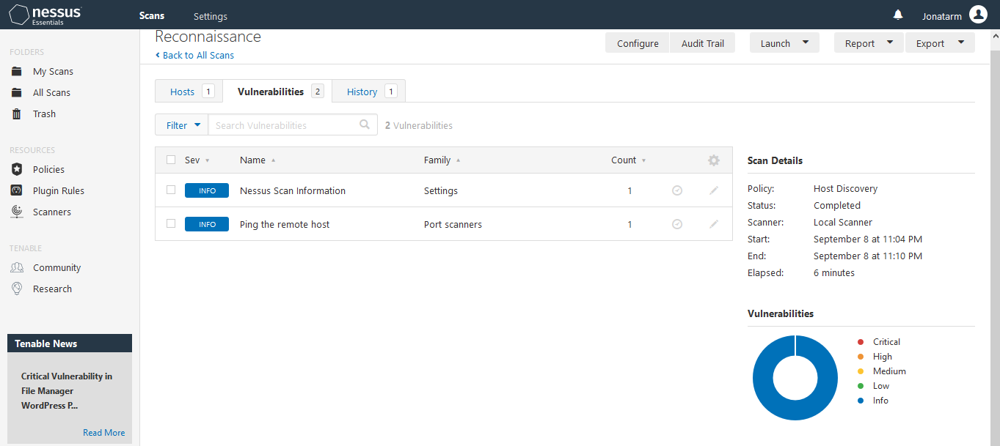 nessus
Essentials
Scans
Settings
Jonatarm
FOLDERS
My Scans
All Scans
Trash
RESOURCES
Policies
Plugin Rules
Scanners
TENABLE
Community
Research
Tenable News
Critical Vulnerability in
File Manager
WordPress P...
Read More
Reconnaissance
Back to All Scans
Configure
Audit Trail
Launch
Report
Export
Hosts 1
Vulnerabilities 2
History 1
Filter
Search Vulnerabilities
2 Vulnerabilities
Sev Name Family Count
INFO Nessus Scan Information Settings 1
INFO Ping the remote host Port scanners 1
Scan Details
Policy: Host Discovery
Status: Completed
Scanner: Local Scanner
Start: September 8 at 11:04 PM
End: September 8 at 11:10 PM
Elapsed: 6 minutes
Vulnerabilities
Critical
High
Medium
Low
Info